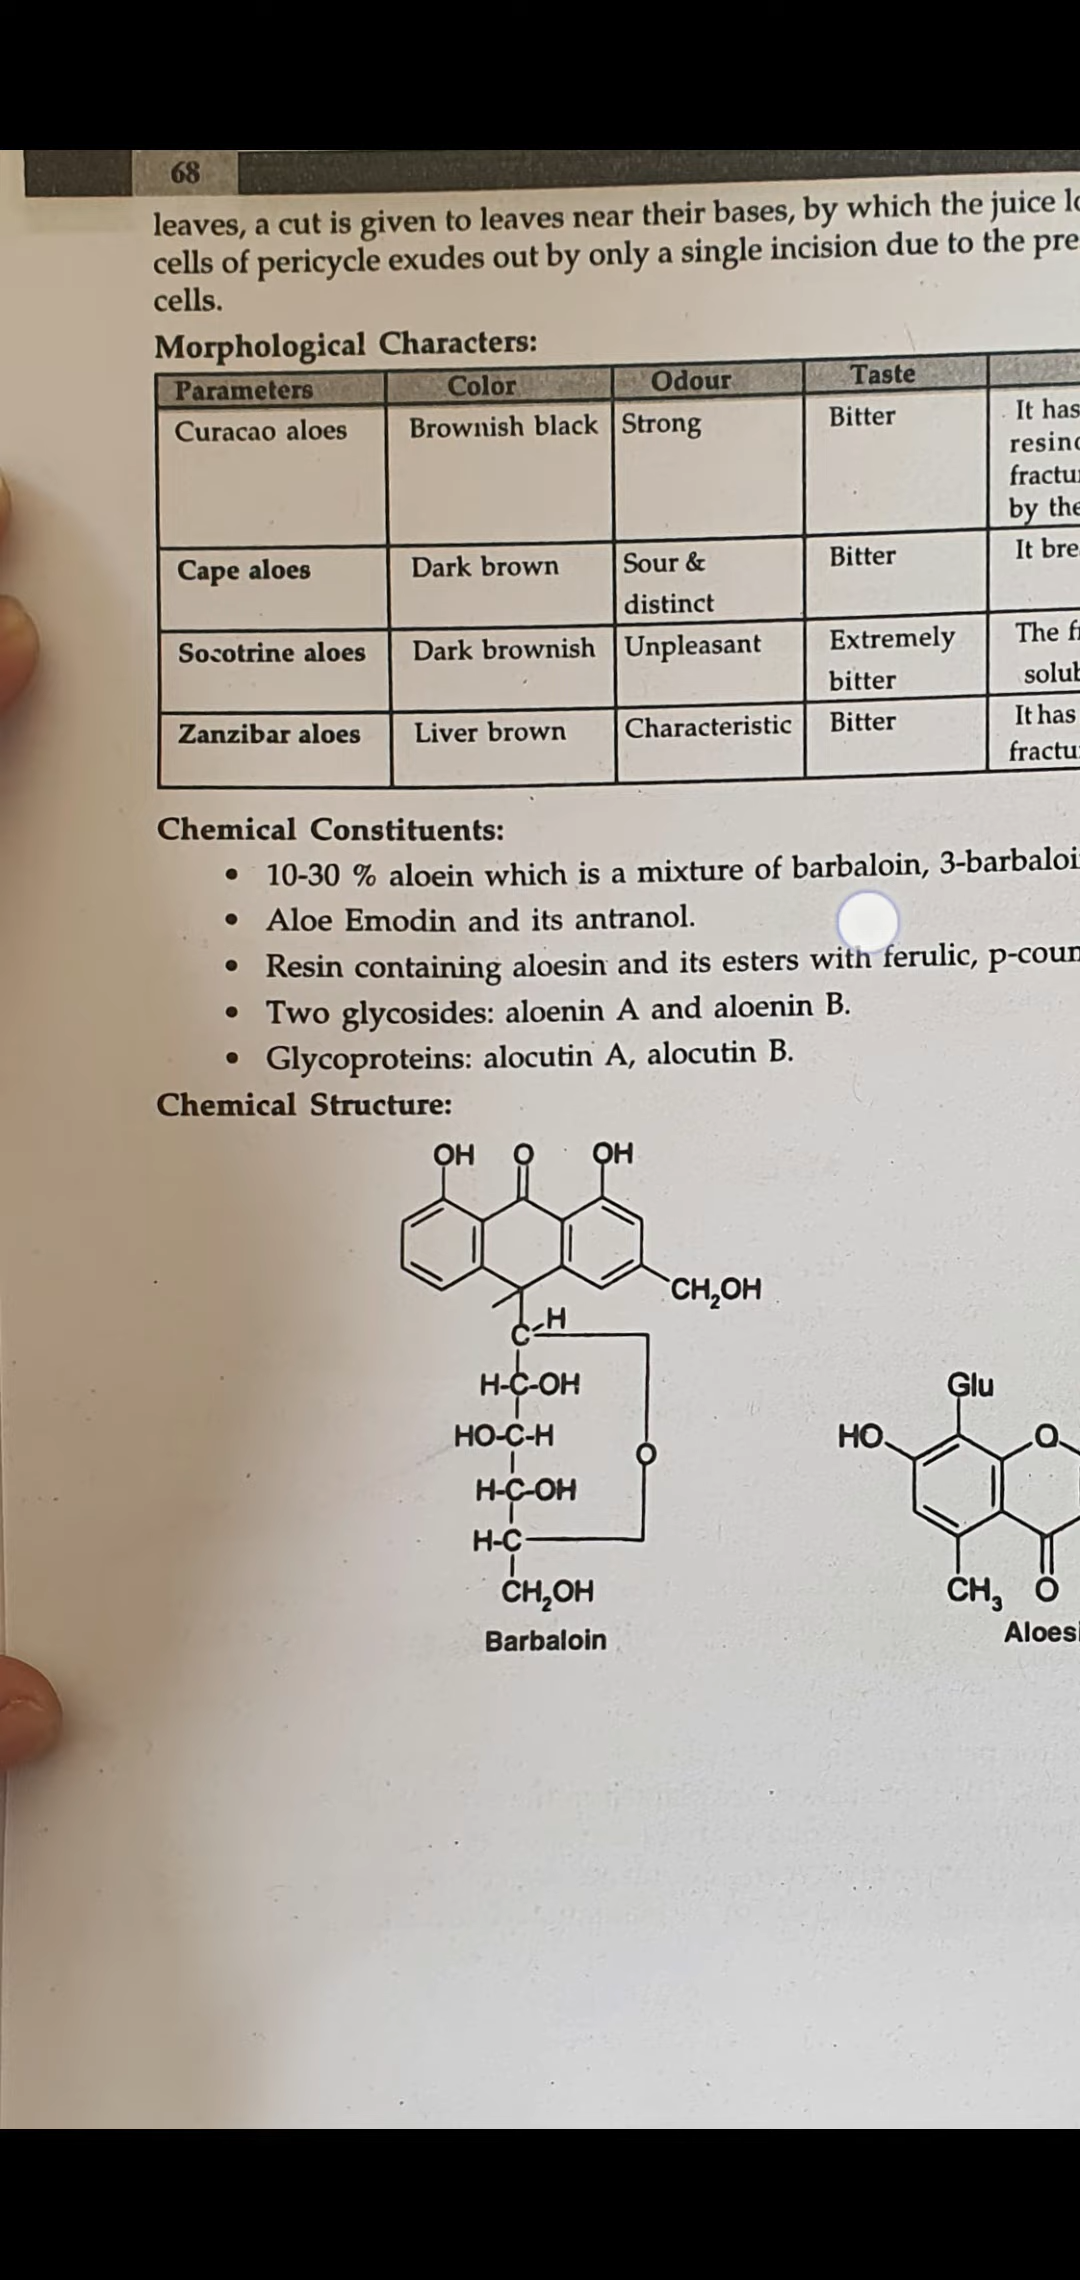 68
leaves, a cut is given to leaves near their bases, by which the juice
cells of pericycle exudes out by only a single incision due to the
cells.
Morphological Characters:
Parameters Color Odour Taste
Curacao aloes Brownish black Strong Bitter It has
by the
Cape aloes Dark brown Sour & distinct Bitter It
Socotrine aloes Dark brownish Unpleasant Extremely bitter The
Zanzibar aloes Liver brown Characteristic Bitter It has
Chemical Constituents:
• 10-30 % aloein which is a mixture of barbaloin,
• Aloe Emodin and its antranol.
• Resin containing aloesin and its esters with ferulic,
• Two glycosides: aloenin A and aloenin B.
• Glycoproteins: alocutin A, alocutin B.
Chemical Structure:
OH O OH
CH₂OH
C H
H-C-OH
HO-C-H
O
H-C-OH
H-C
CH₂OH
Barbaloin
Glu
HO O
CH₃ O